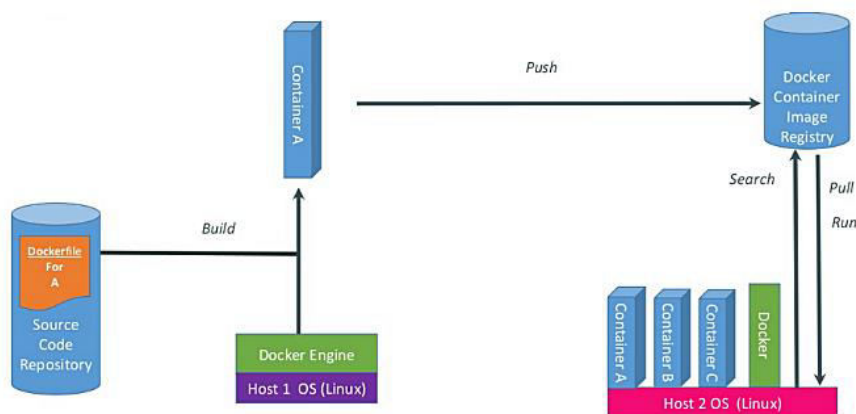 Container A
Push
Docker
Container
Image
Registry
Search
Pull
Run
Build
Dockerfile
For
A
Source
Code
Repository
Docker Engine
Host 1 OS (Linux)
Container A
Container B
Container C
Docker
Host 2 OS (Linux)